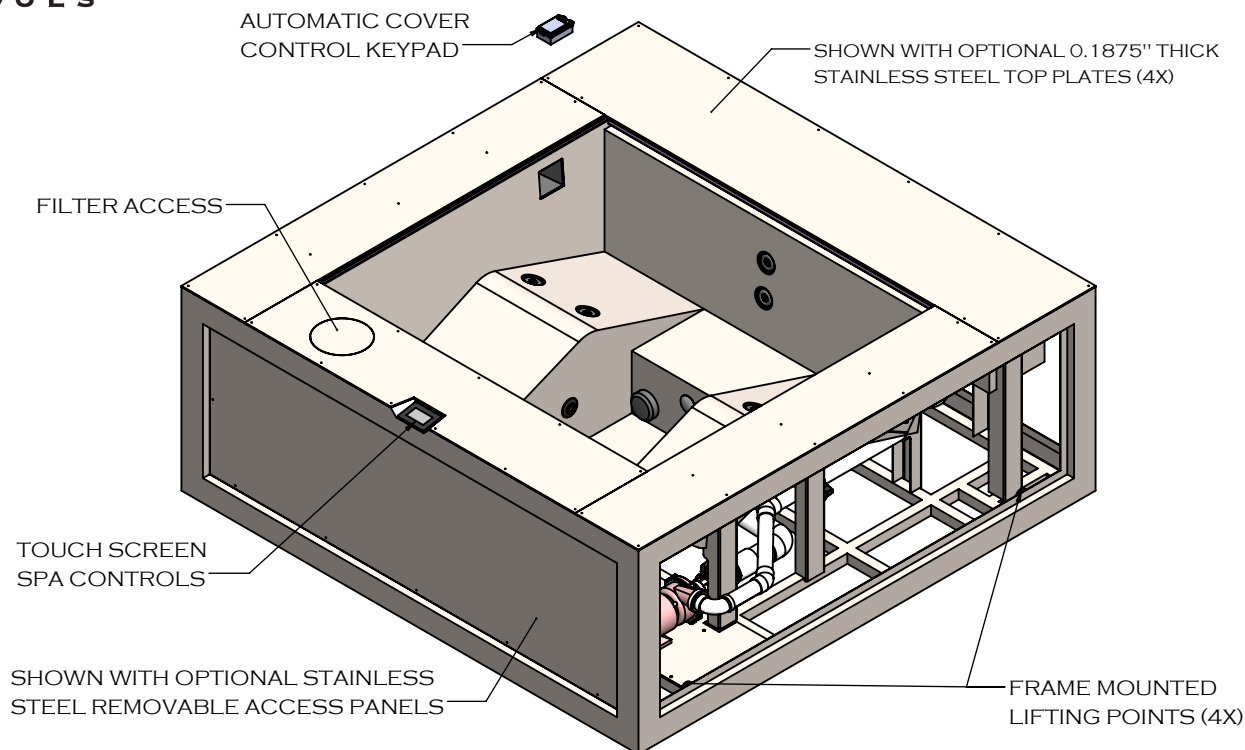 AUTOMATIC COVER
CONTROL KEYPAD
SHOWN WITH OPTIONAL 0.1875" THICK
STAINLESS STEEL TOP PLATES (4X)
FILTER ACCESS
TOUCH SCREEN
SPA CONTROLS
SHOWN WITH OPTIONAL STAINLESS
STEEL REMOVABLE ACCESS PANELS
FRAME MOUNTED
LIFTING POINTS (4X)